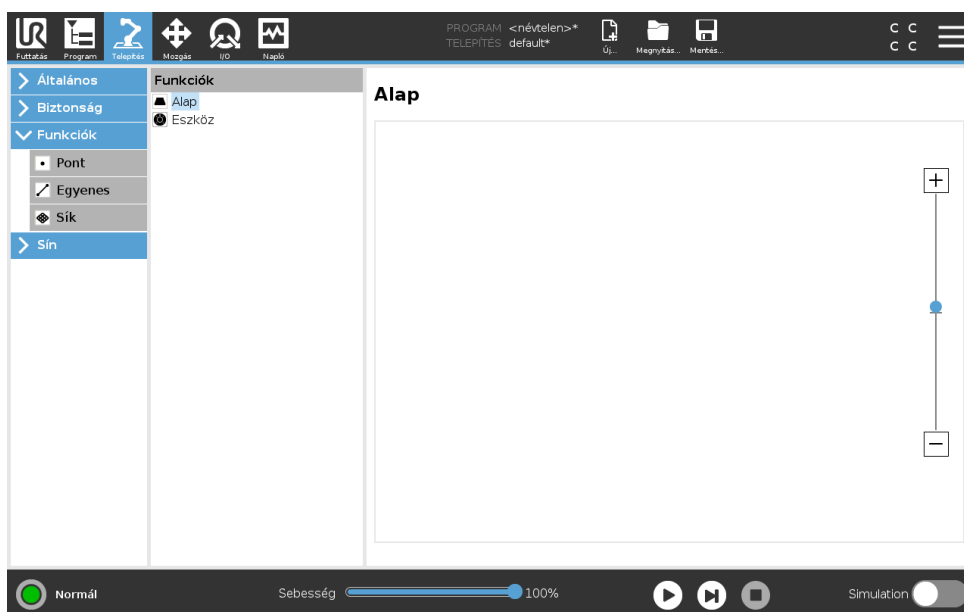 UR
Futtatás
Program
Telepítés
Mozgás
I/O
Napló
PROGRAM <névtelen>*
TELEPÍTÉS default*
Új...
Megnyitás...
Mentés...
C C
C C
Általános
Biztonság
Funkciók
Pont
Egyenes
Sík
Sín
Funkciók
Alap
Eszköz
Alap
Normál
Sebesség
100%
Simulation